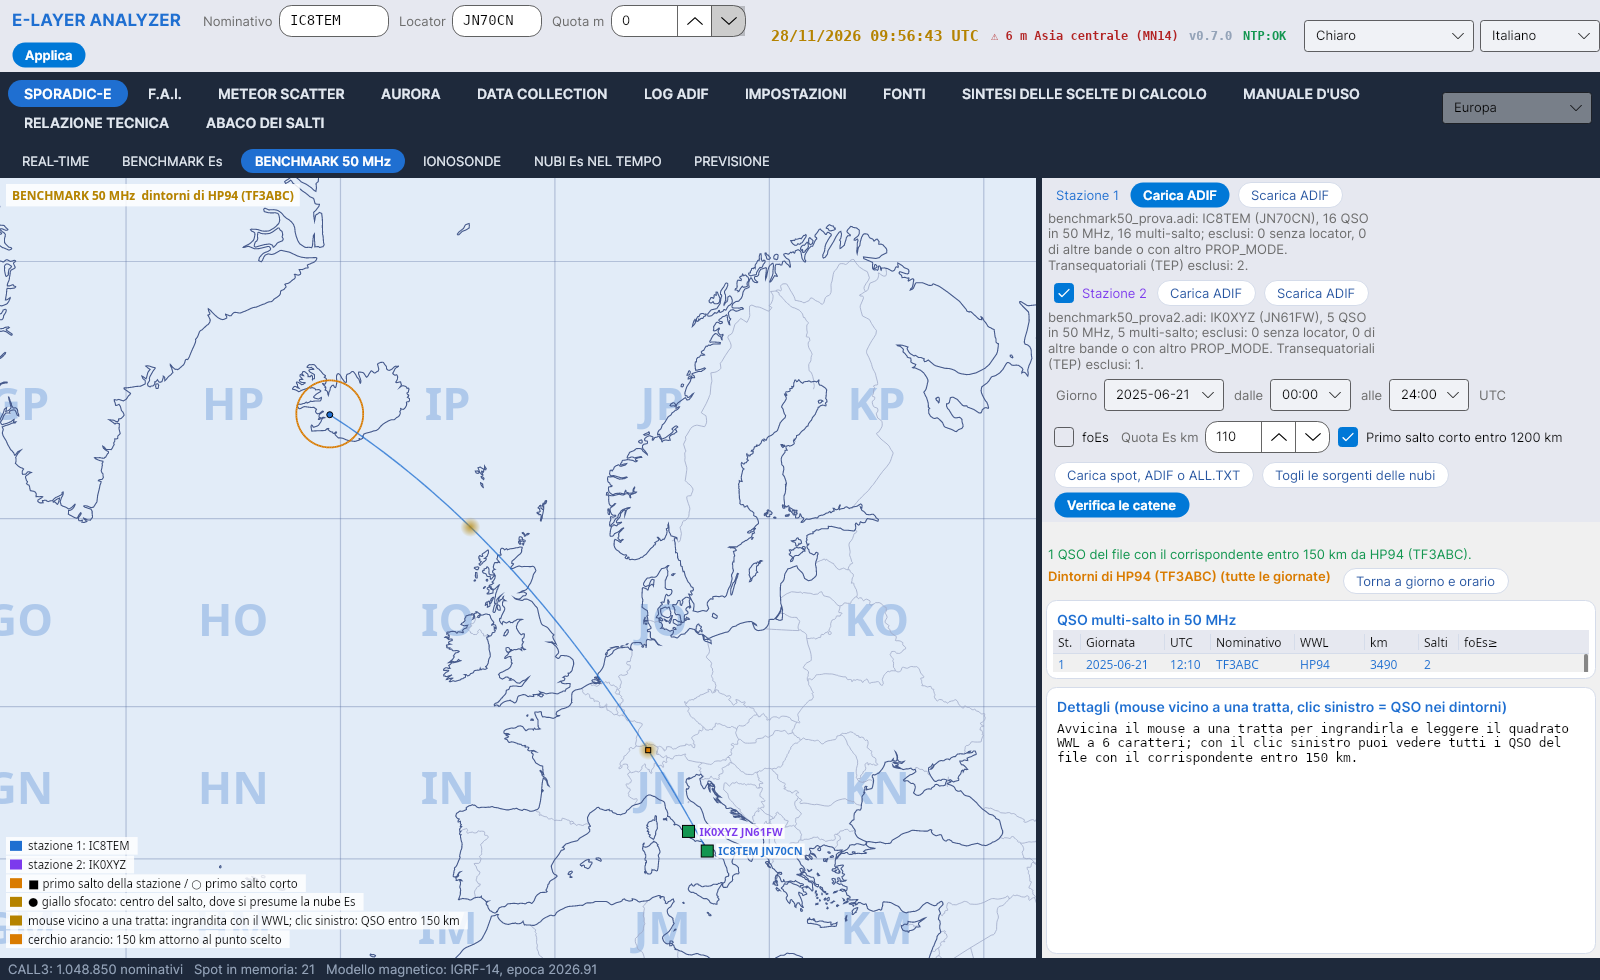 E-LAYER ANALYZER
Nominativo IC8TEM Locator JN70CN Quota m 0
Applica
28/11/2026 09:56:43 UTC ⚠ 6 m Asia centrale (MN14) v0.7.0 NTP:OK
Chiaro
Italiano
SPORADIC-E F.A.I. METEOR SCATTER AURORA DATA COLLECTION LOG ADIF IMPOSTAZIONI FONTI SINTESI DELLE SCELTE DI CALCOLO MANUALE D'USO
RELAZIONE TECNICA ABACO DEI SALTI
Europa
REAL-TIME BENCHMARK Es BENCHMARK 50 MHz IONOSONDE NUBI Es NEL TEMPO PREVISIONE
BENCHMARK 50 MHz dintorni di HP94 (TF3ABC)
GP HP IP JP KP
GO HO IO JO KO
GN HN IN JN KN
IM JM KM
IK0XYZ JN61FW
IC8TEM JN70CN
stazione 1: IC8TEM
stazione 2: IK0XYZ
■ primo salto della stazione / ○ primo salto corto
● giallo sfocato: centro del salto, dove si presume la nube Es
mouse vicino a una tratta: ingrandita con il WWL; clic sinistro: QSO entro 150 km
cerchio arancio: 150 km attorno al punto scelto
Stazione 1 Carica ADIF Scarica ADIF
benchmark50_prova.adi: IC8TEM (JN70CN), 16 QSO
in 50 MHz, 16 multi-salto; esclusi: 0 senza locator, 0
di altre bande o con altro PROP_MODE.
Transequatoriali (TEP) esclusi: 2.
Stazione 2 Carica ADIF Scarica ADIF
benchmark50_prova2.adi: IK0XYZ (JN61FW), 5 QSO
in 50 MHz, 5 multi-salto; esclusi: 0 senza locator, 0 di
altre bande o con altro PROP_MODE. Transequatoriali
(TEP) esclusi: 1.
Giorno 2025-06-21 dalle 00:00 alle 24:00 UTC
foEs Quota Es km 110 Primo salto corto entro 1200 km
Carica spot, ADIF o ALL.TXT Togli le sorgenti delle nubi
Verifica le catene
1 QSO del file con il corrispondente entro 150 km da HP94 (TF3ABC).
Dintorni di HP94 (TF3ABC) (tutte le giornate) Torna a giorno e orario
QSO multi-salto in 50 MHz
St. Giornata UTC Nominativo WWL km Salti foEs≥
1 2025-06-21 12:10 TF3ABC HP94 3490 2
Dettagli (mouse vicino a una tratta, clic sinistro = QSO nei dintorni)
Avvicina il mouse a una tratta per ingrandirla e leggere il quadrato
WWL a 6 caratteri; con il clic sinistro puoi vedere tutti i QSO del
file con il corrispondente entro 150 km.
CALL3: 1.048.850 nominativi Spot in memoria: 21 Modello magnetico: IGRF-14, epoca 2026.91